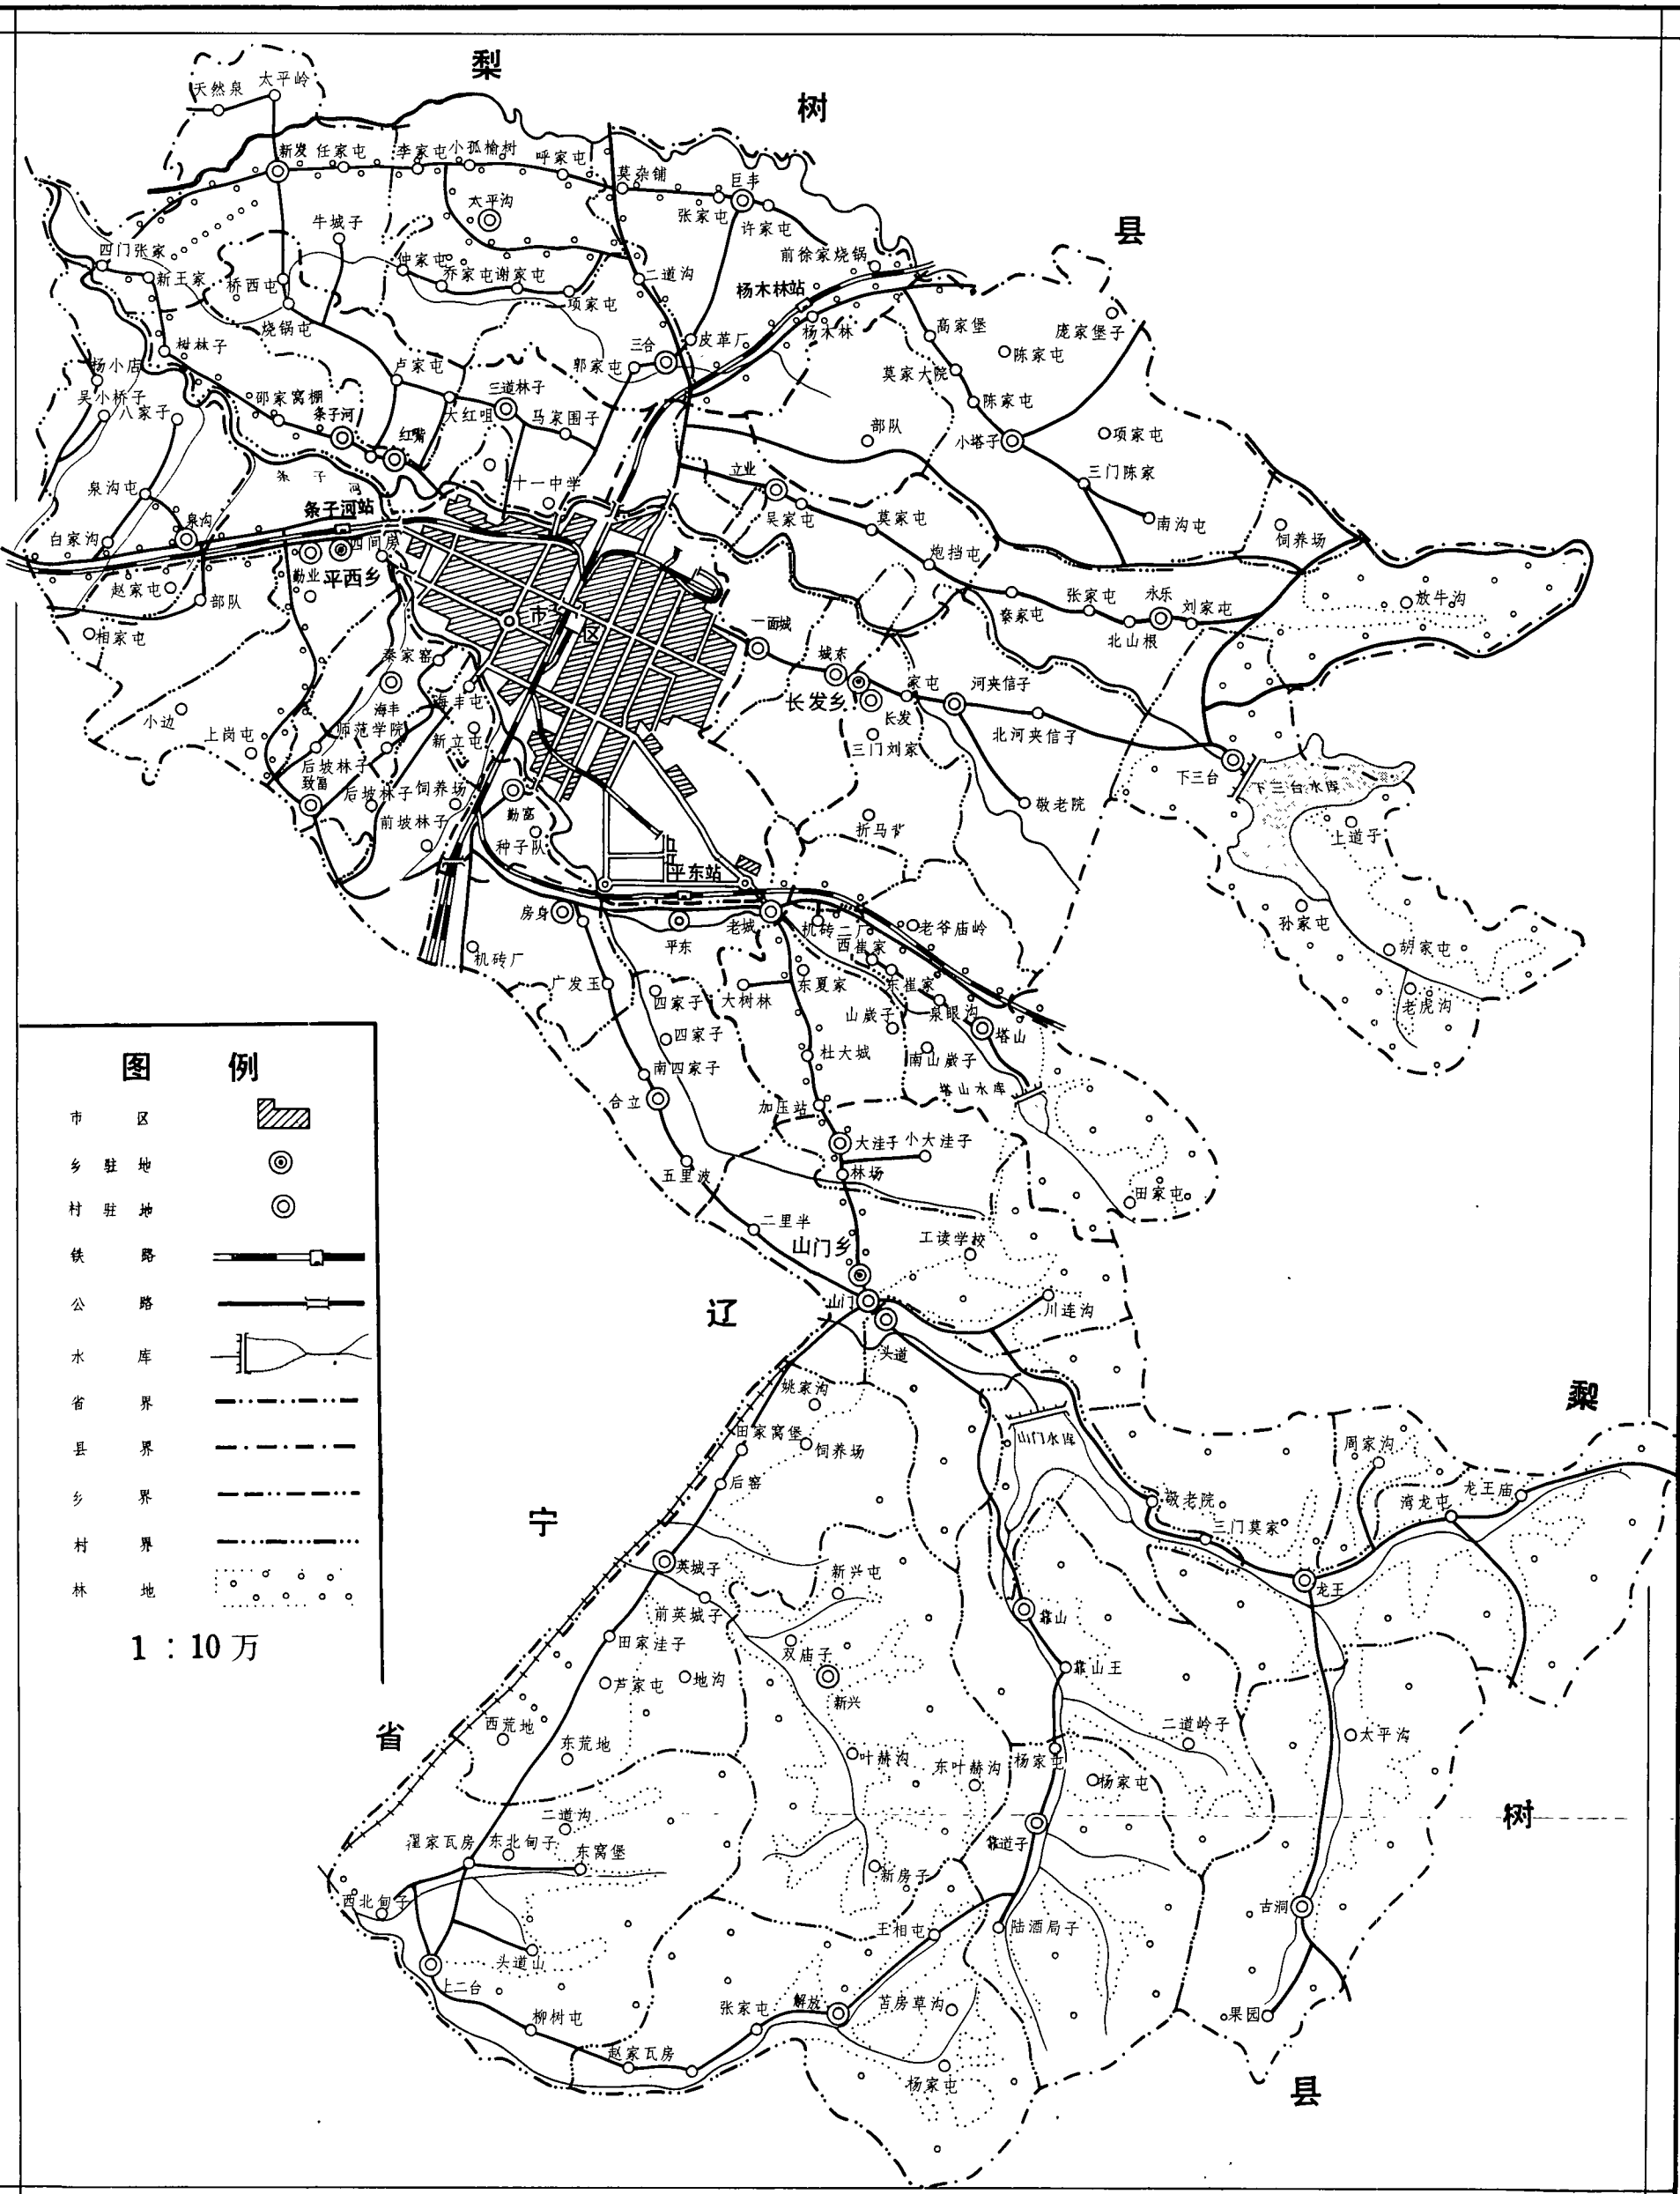 梨
树
县
天然泉
太平岭
新发
任家屯
李家屯
小孤榆树
呼家屯
莫杂铺
巨丰
张家屯
许家屯
太平沟
牛城子
前徐家烧锅
四门张家
新王家
桥西屯
仲家屯
乔家屯
谢家屯
项家屯
二道沟
杨木林站
杨木林
高家堡
庞家堡子
陈家屯
烧锅屯
树林子
三合
皮革厂
郭家屯
莫家大院
陈家屯
杨小店
吴小桥子
八家子
邵家窝棚
条子河
卢家屯
三道林子
大红咀
马家围子
红嘴
部队
小塔子
项家屯
三门陈家
条子河
立业
十一中学
泉沟屯
条子河站
吴家屯
莫家屯
南沟屯
饲养场
白家沟
泉沟
四间房
炮挡屯
勤业
平西乡
赵家屯
部队
秦家屯
张家屯
永乐
刘家屯
放牛沟
市区
一面城
北山根
相家屯
秦家窑
城东
家屯
河夹信子
海丰屯
海丰
长发乡
长发
小边
上岗屯
师范学院
新立屯
三门刘家
北河夹信子
后坡林子
致富
后坡林子
饲养场
下三台
下三台水库
敬老院
前坡林子
勤富
折马背
上道子
种子队
平东站
房身
平东
老城
机砖二厂
老爷庙岭
孙家屯
西崔家
胡家屯
机砖厂
广发玉
四家子
大树林
东夏家
东崔家
老虎沟
山崴子
泉眼沟
塔山
四家子
杜大城
南山崴子
南四家子
塔山水库
合立
加压站
大洼子
小大洼子
五里波
林场
田家屯
二里半
山门乡
工读学校
辽
山门
川连沟
头道
姚家沟
梨
田家窝堡
饲养场
山门水库
周家沟
后窑
敬老院
湾龙屯
龙王庙
宁
三门莫家
英城子
新兴屯
龙王
前英城子
靠山
田家洼子
双庙子
芦家屯
地沟
靠山王
新兴
省
西荒地
二道岭子
太平沟
东荒地
叶赫沟
东叶赫沟
杨家屯
杨家屯
树
二道沟
翟家瓦房
东北甸子
东窝堡
靠道子
新房子
西北甸子
古洞
王相屯
陆酒局子
头道山
上二台
张家屯
解放
苫房草沟
果园
柳树屯
赵家瓦房
杨家屯
县
图例
市区
乡驻地
村驻地
铁路
公路
水库
省界
县界
乡界
村界
林地
1：10万